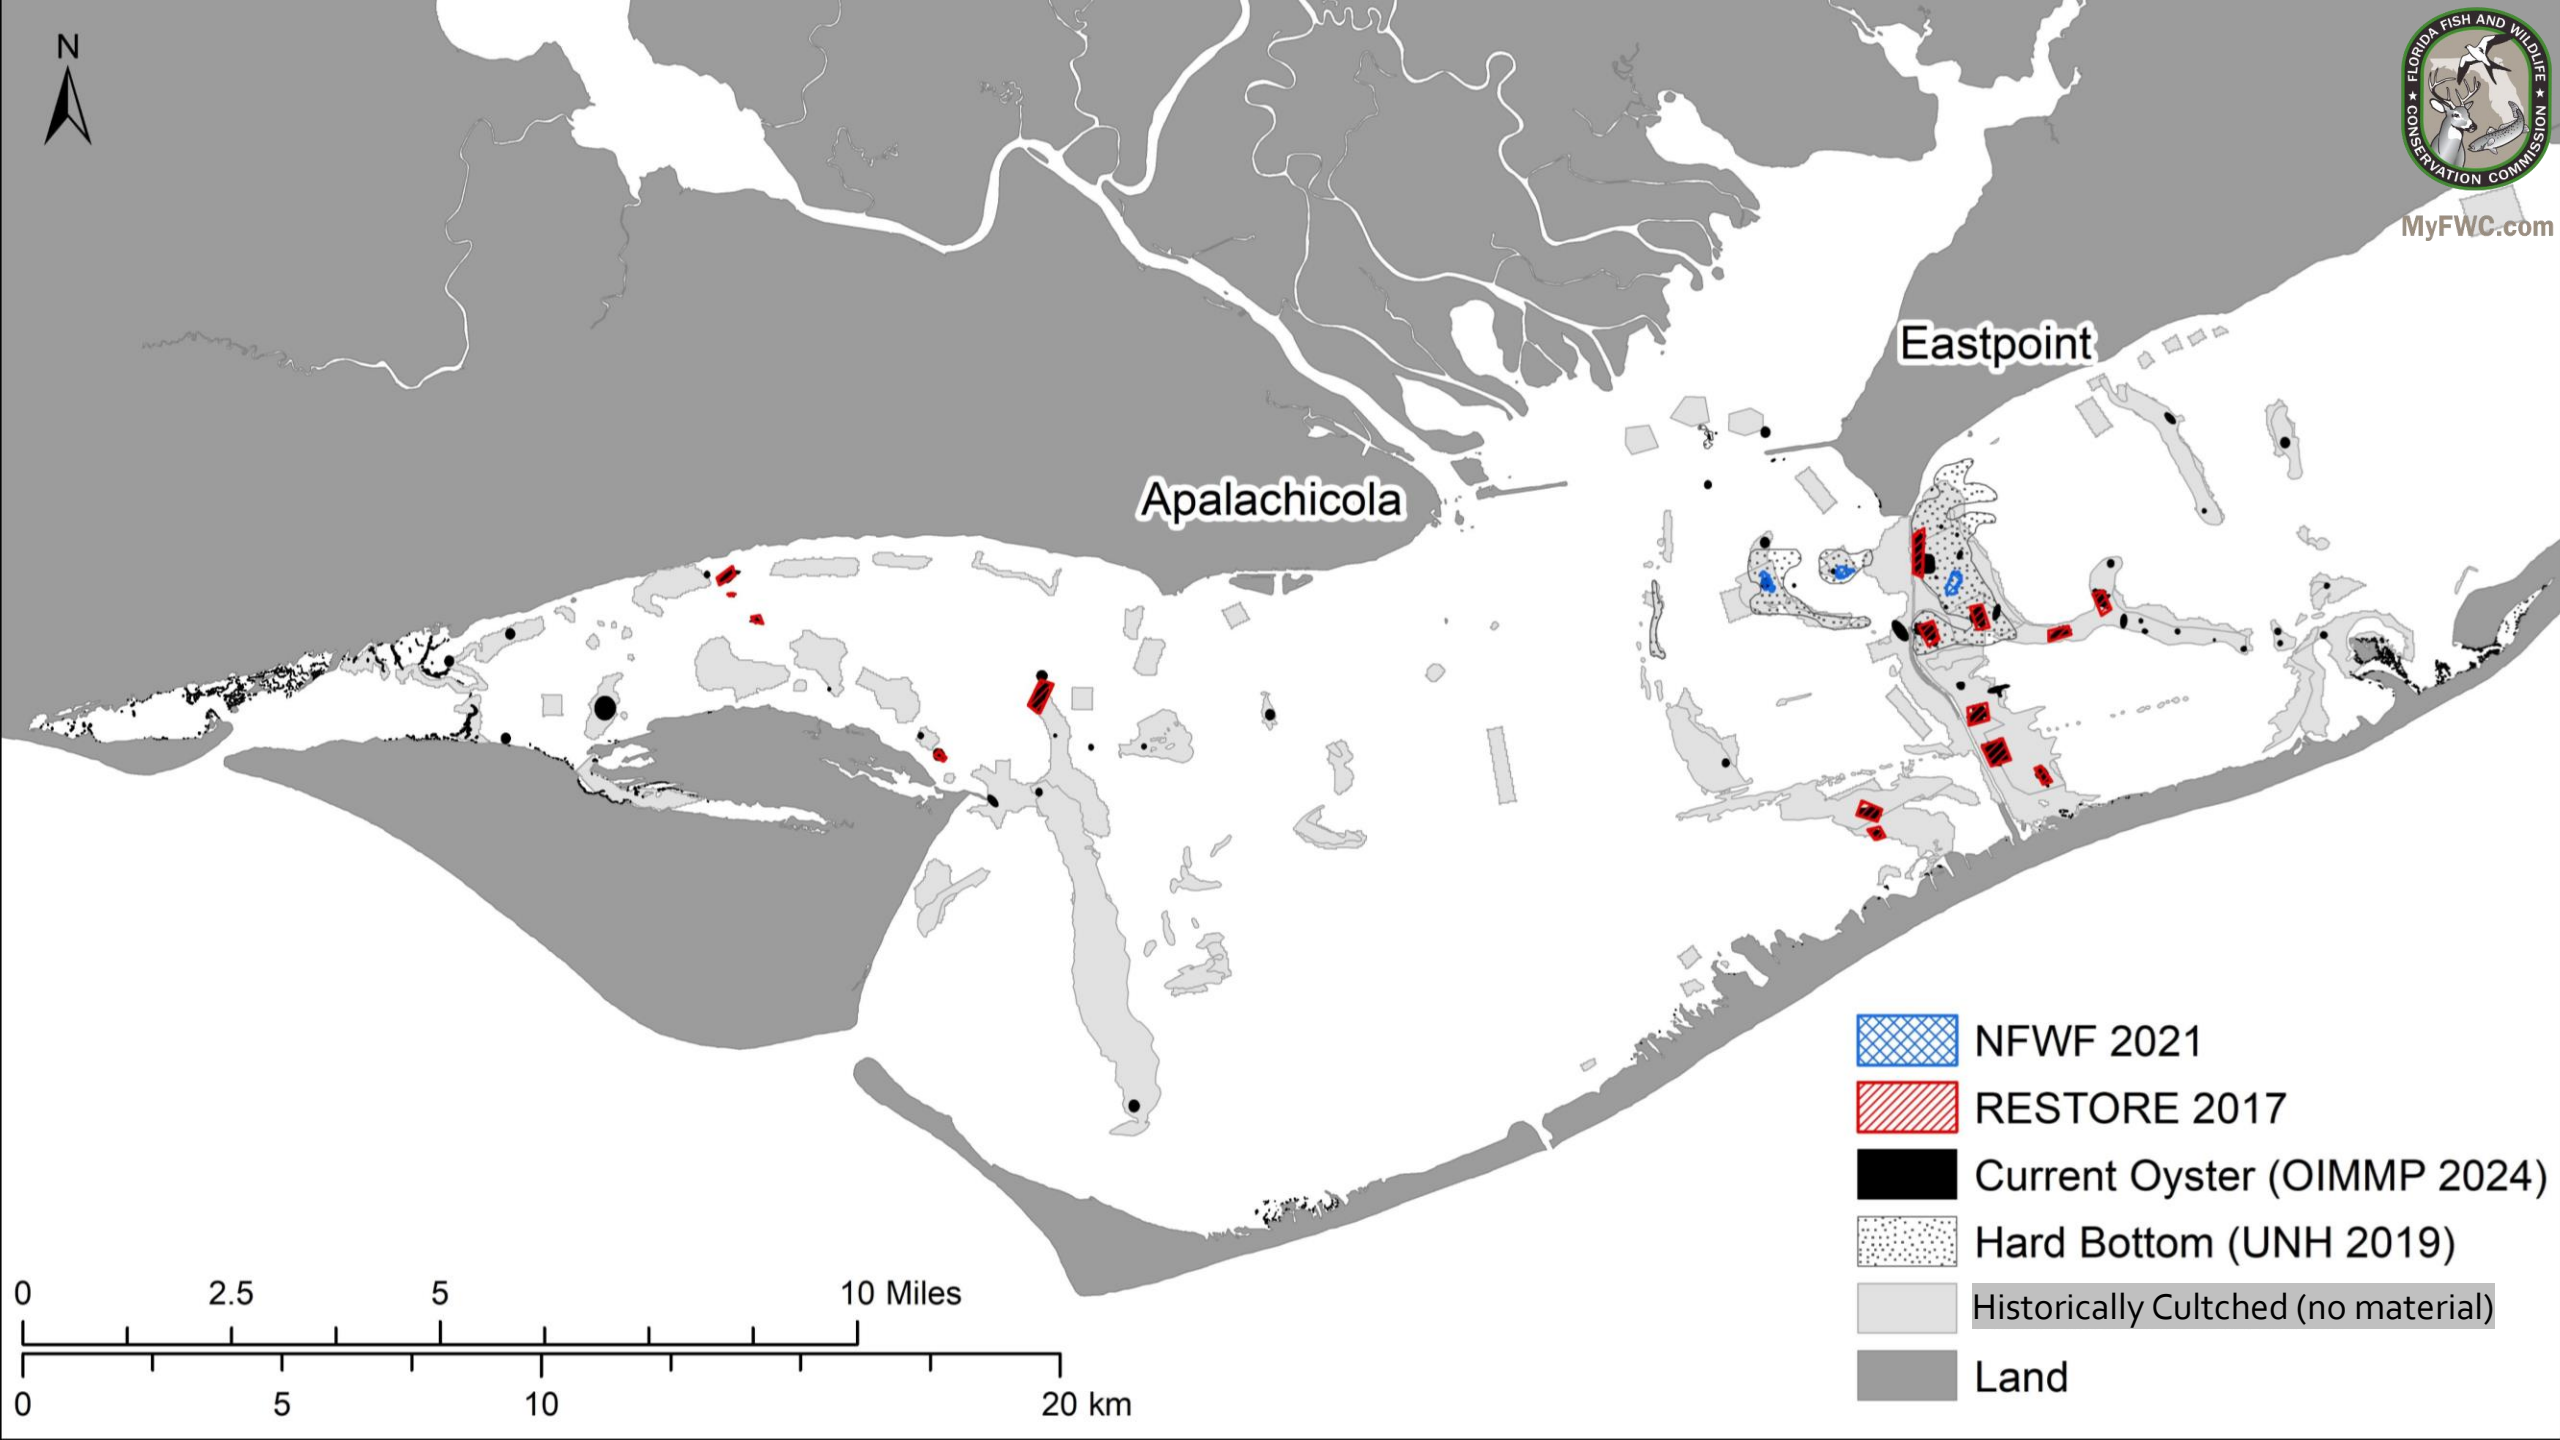 N
FLORIDA FISH AND WILDLIFE
CONSERVATION COMMISSION
MyFWC.com
Eastpoint
Apalachicola
NFWF 2021
RESTORE 2017
Current Oyster (OIMMP 2024)
Hard Bottom (UNH 2019)
Historically Cultched (no material)
Land
0 2.5 5 10 Miles
0 5 10 20 km